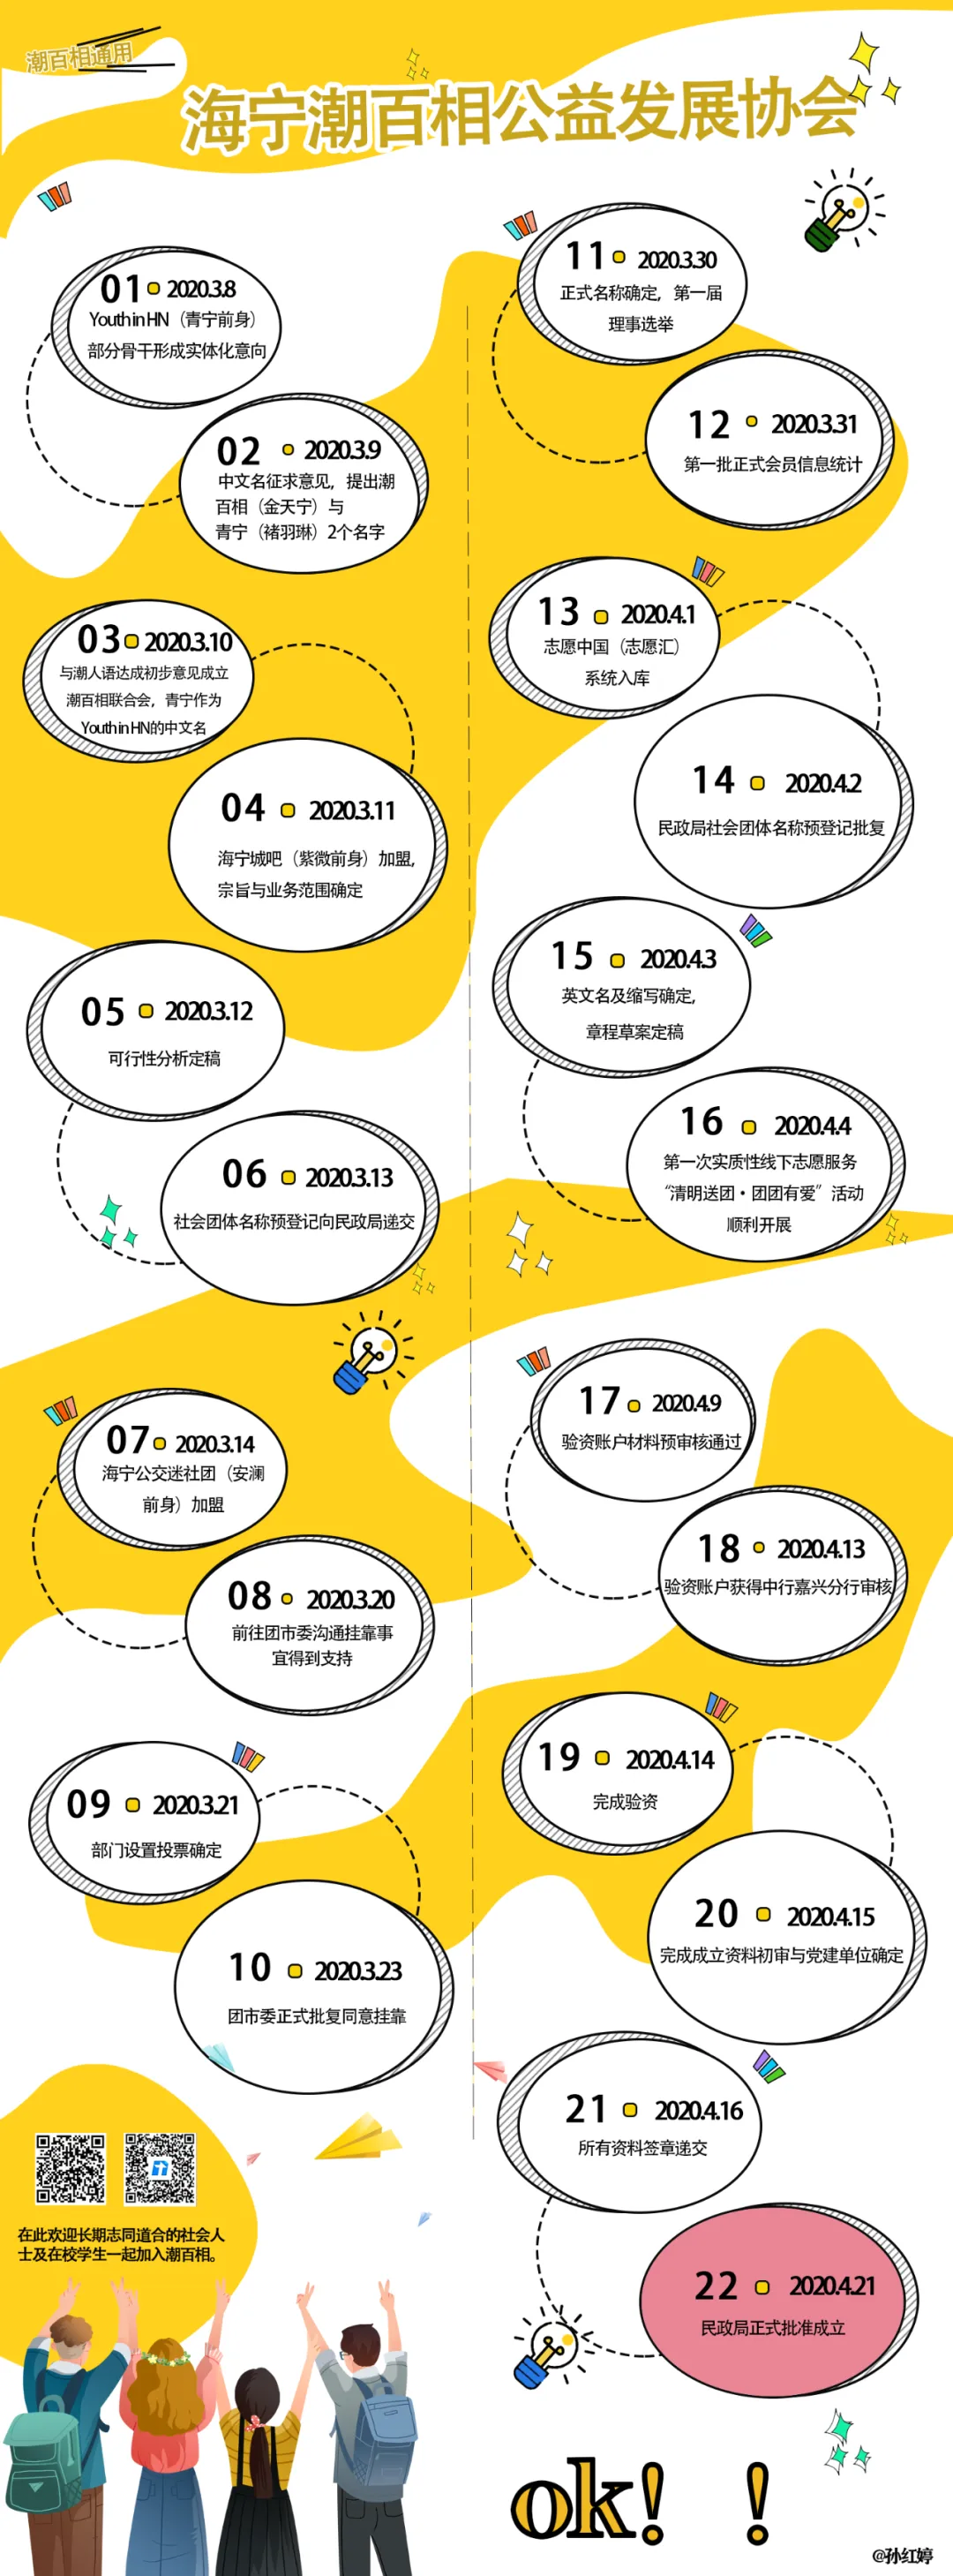 潮百相通用
海宁潮百相公益发展协会
01 2020.3.8
Youth in HN（青宁前身）
部分骨干形成实体化意向
02 2020.3.9
中文名征求意见，提出潮
百相（金天宁）与
青宁（褚羽琳）2个名字
03 2020.3.10
与潮人语达成初步意见成立
潮百相联合会，青宁作为
Youth in HN的中文名
04 2020.3.11
海宁城吧（紫微前身）加盟，
宗旨与业务范围确定
05 2020.3.12
可行性分析定稿
06 2020.3.13
社会团体名称预登记向民政局递交
07 2020.3.14
海宁公交迷社团（安澜
前身）加盟
08 2020.3.20
前往团市委沟通挂靠事
宜得到支持
09 2020.3.21
部门设置投票确定
10 2020.3.23
团市委正式批复同意挂靠
11 2020.3.30
正式名称确定，第一届
理事选举
12 2020.3.31
第一批正式会员信息统计
13 2020.4.1
志愿中国（志愿汇）
系统入库
14 2020.4.2
民政局社会团体名称预登记批复
15 2020.4.3
英文名及缩写确定，
章程草案定稿
16 2020.4.4
第一次实质性线下志愿服务
“清明送团·团团有爱”活动
顺利开展
17 2020.4.9
验资账户材料预审核通过
18 2020.4.13
验资账户获得中行嘉兴分行审核
19 2020.4.14
完成验资
20 2020.4.15
完成成立资料初审与党建单位确定
21 2020.4.16
所有资料签章递交
22 2020.4.21
民政局正式批准成立
在此欢迎长期志同道合的社会人
士及在校学生一起加入潮百相。
ok！！
@孙红婷